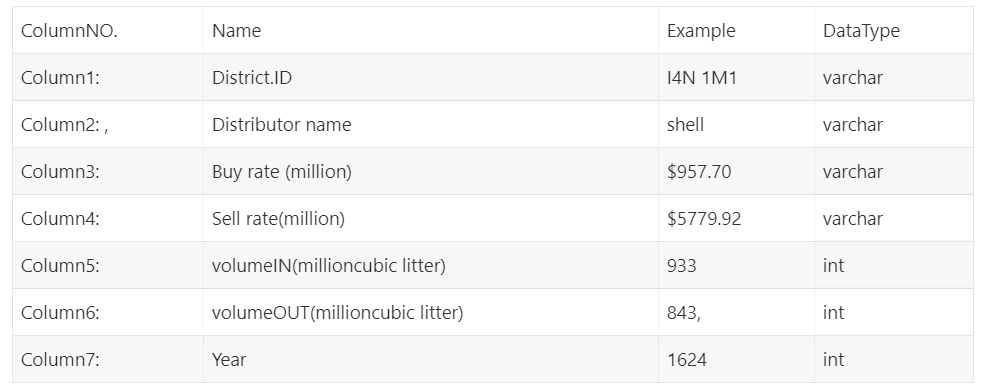 ColumnNO. Name Example DataType
Column1: District.ID I4N 1M1 varchar
Column2: , Distributor name shell varchar
Column3: Buy rate (million) $957.70 varchar
Column4: Sell rate(million) $5779.92 varchar
Column5: volumeIN(millioncubic litter) 933 int
Column6: volumeOUT(millioncubic litter) 843, int
Column7: Year 1624 int